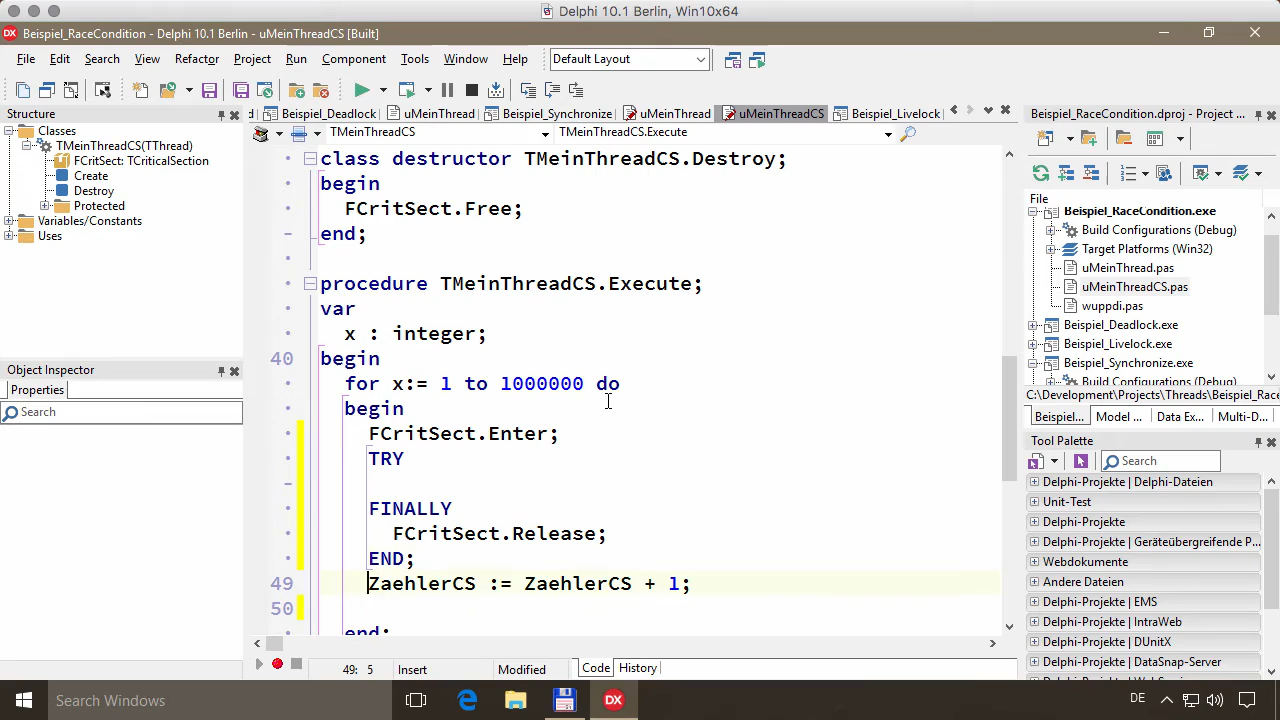 Delphi 10.1 Berlin, Win10x64
Beispiel_RaceCondition - Delphi 10.1 Berlin - uMeinThreadCS [Built]
File Edit Search View Refactor Project Run Component Tools Window Help Default Layout
Structure
Classes
TMeinThreadCS(TThread)
FCritSect: TCriticalSection
Create
Destroy
Protected
Variables/Constants
Uses
Object Inspector
Properties
Search
d Beispiel_Deadlock uMeinThread Beispiel_Synchronize uMeinThread uMeinThreadCS Beispiel_Livelock
TMeinThreadCS TMeinThreadCS.Execute
class destructor TMeinThreadCS.Destroy;
begin
FCritSect.Free;
end;
procedure TMeinThreadCS.Execute;
var
x : integer;
40 begin
for x:= 1 to 1000000 do
begin
FCritSect.Enter;
TRY
FINALLY
FCritSect.Release;
END;
49 ZaehlerCS := ZaehlerCS + 1;
50
end;
49: 5 Insert Modified Code History
Beispiel_RaceCondition.dproj - Project ...
File
Beispiel_RaceCondition.exe
Build Configurations (Debug)
Target Platforms (Win32)
uMeinThread.pas
uMeinThreadCS.pas
wuppdi.pas
Beispiel_Deadlock.exe
Beispiel_Livelock.exe
Beispiel_Synchronize.exe
Build Configurations (Debug)
C:\Development\Projects\Threads\Beispiel_Race
Beispiel... Model ... Data Ex... Multi-D...
Tool Palette
Search
Delphi-Projekte | Delphi-Dateien
Unit-Test
Delphi-Projekte
Delphi-Projekte | Geräteübergreifende P...
Webdokumente
Andere Dateien
Delphi-Projekte | EMS
Delphi-Projekte | IntraWeb
Delphi-Projekte | DUnitX
Delphi-Projekte | DataSnap-Server
Search Windows
DX
DE